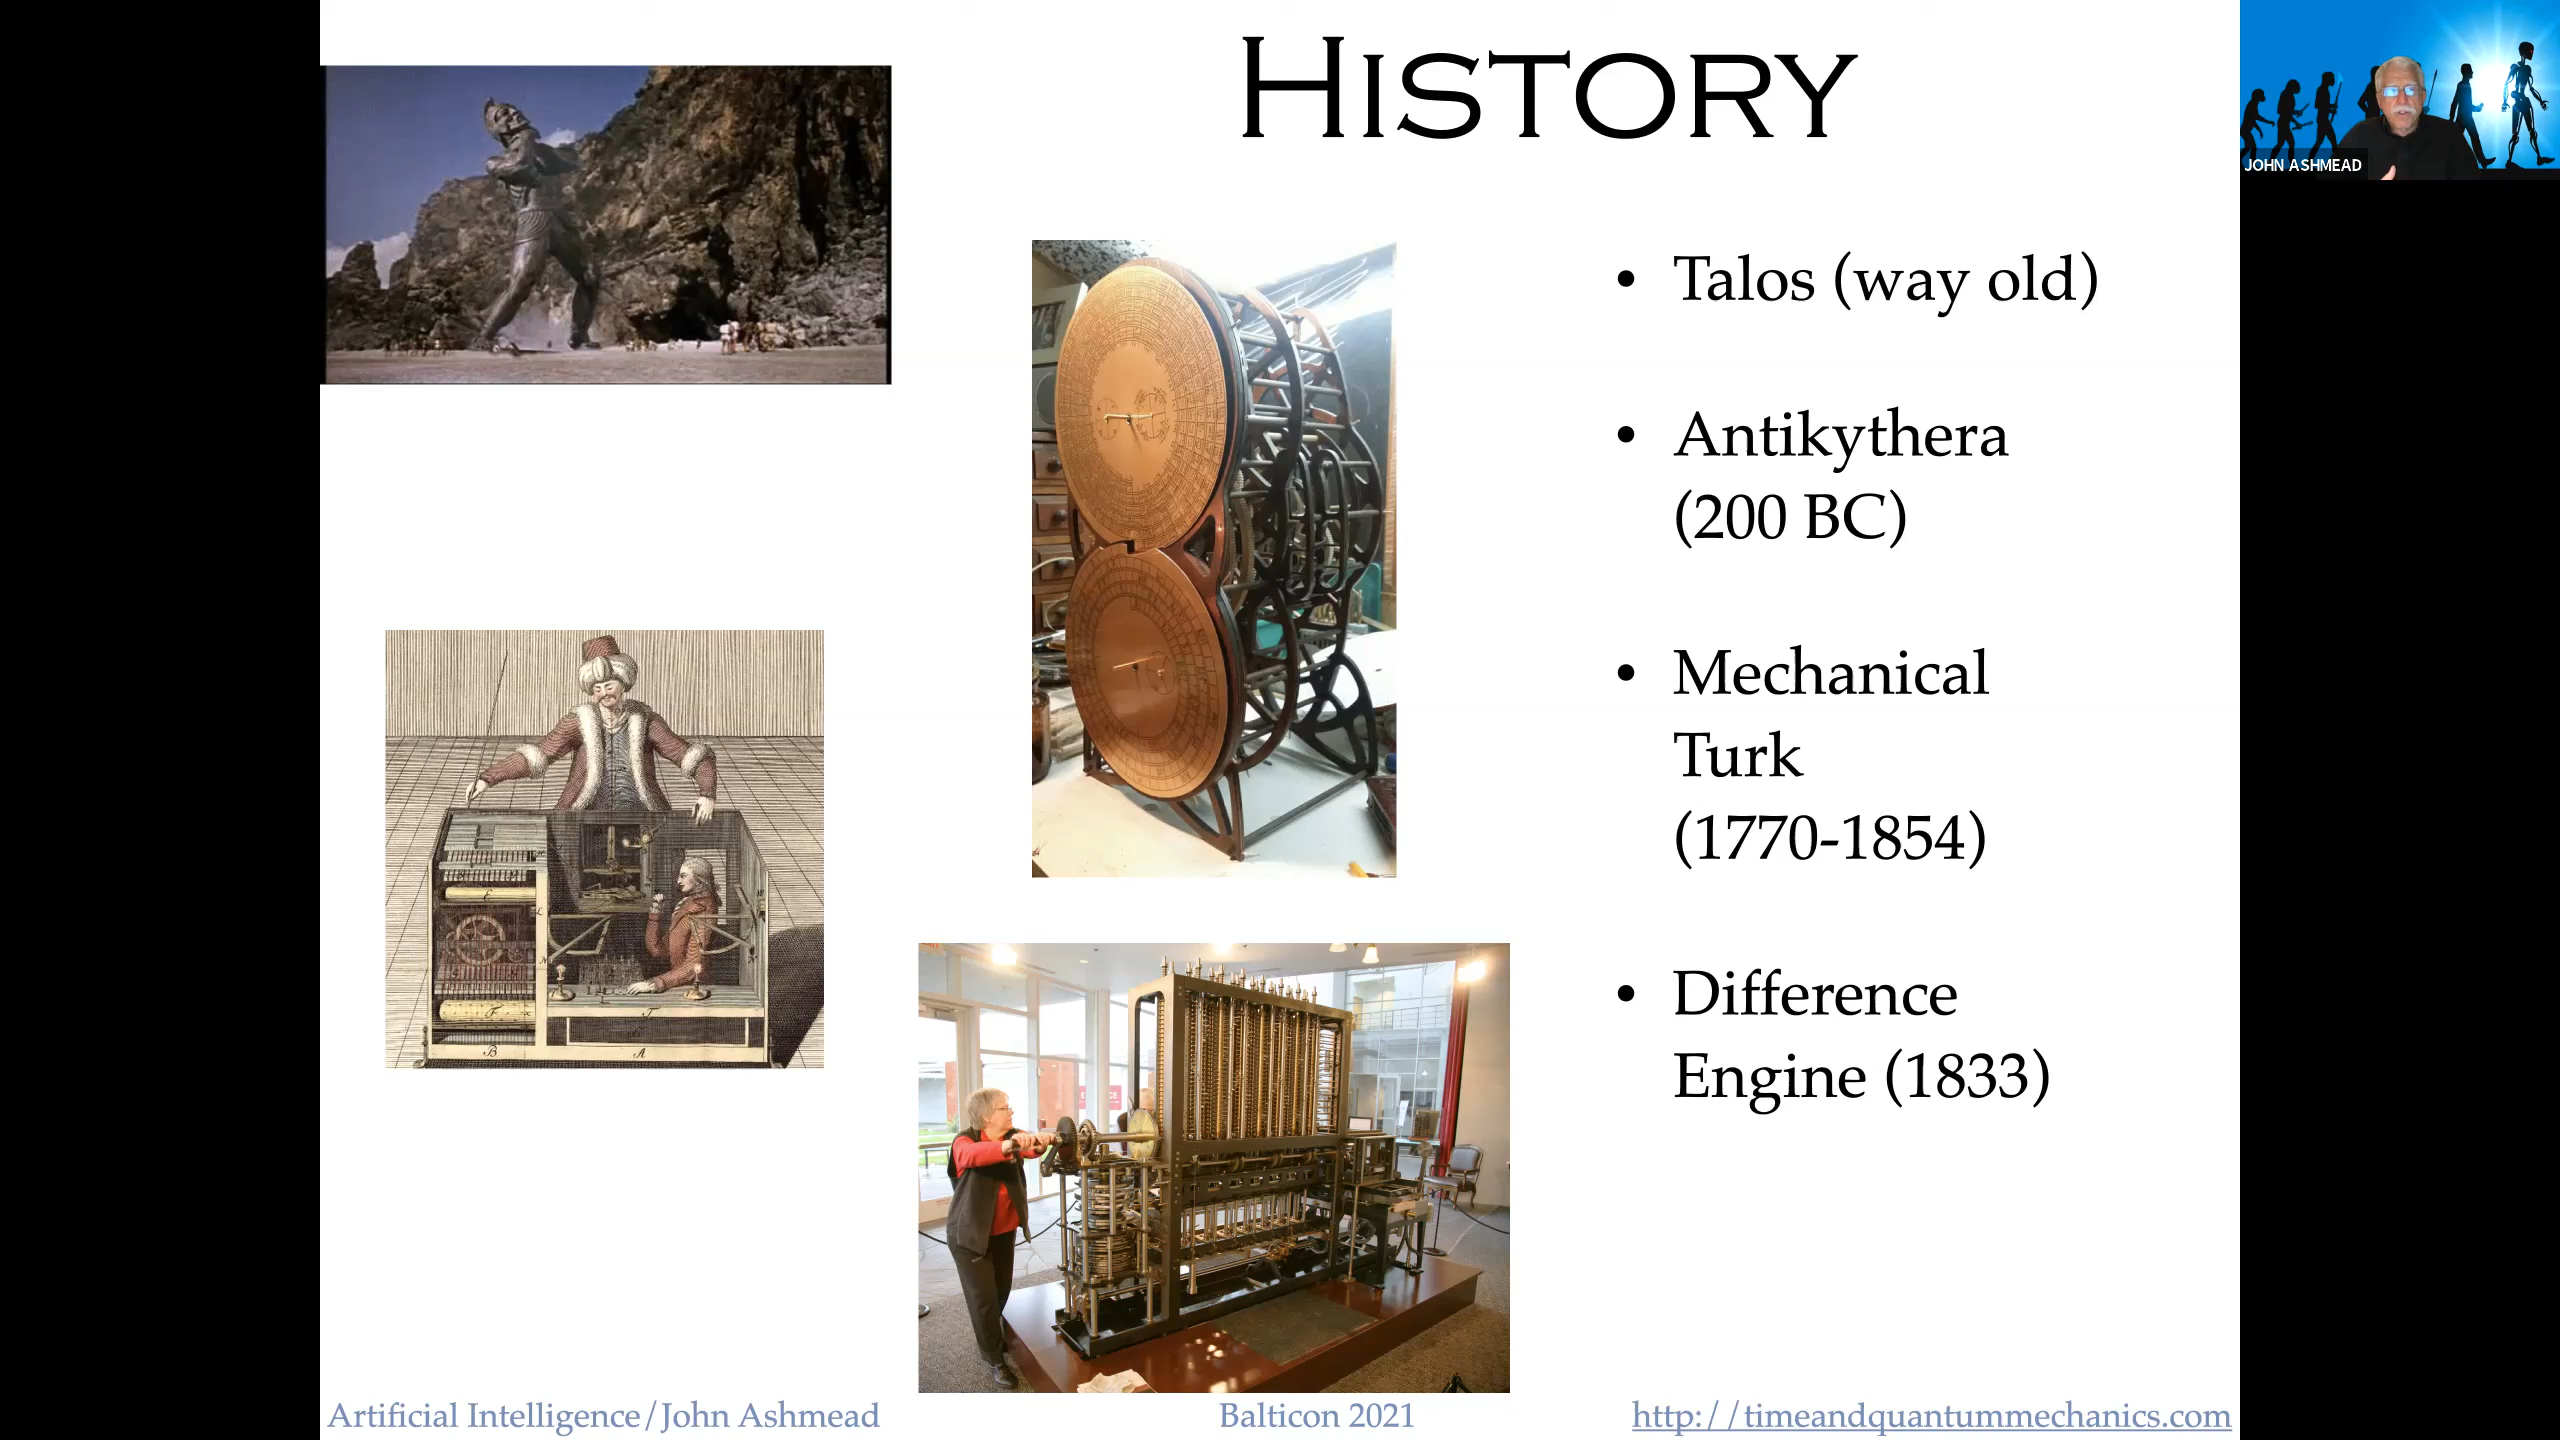 HISTORY
JOHN ASHMEAD
• Talos (way old)
• Antikythera
(200 BC)
• Mechanical
Turk
(1770-1854)
• Difference
Engine (1833)
Artificial Intelligence/John Ashmead
Balticon 2021
http://timeandquantummechanics.com